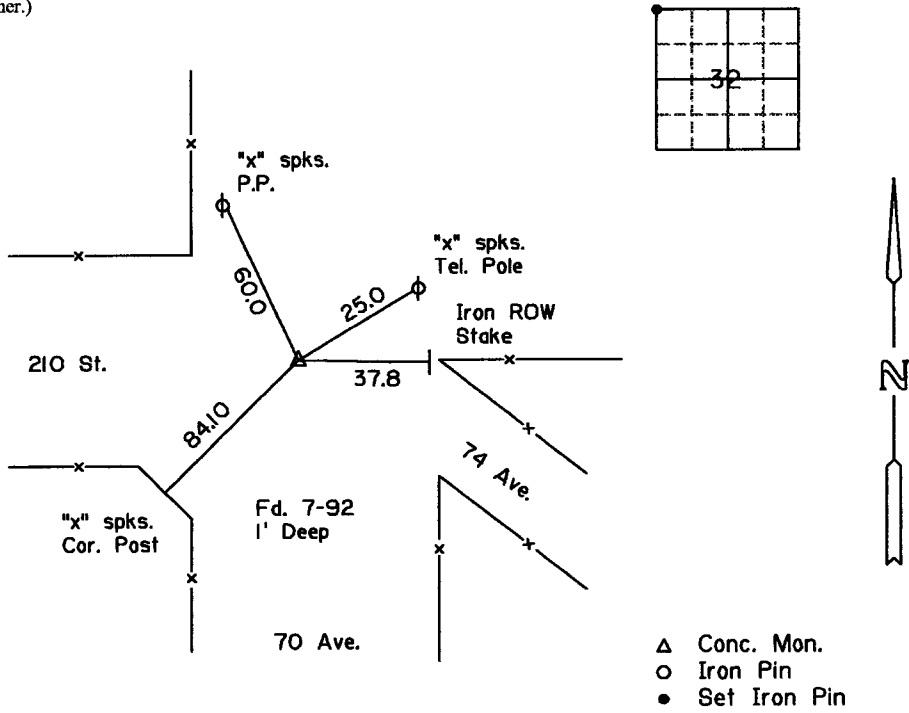 ner.)
32
"x" spks.
P.P.
"x" spks.
Tel. Pole
60.0
25.0
Iron ROW
Stake
210 St.
37.8
N
84.10
74 Ave.
Fd. 7-92
1' Deep
"x" spks.
Cor. Post
70 Ave.
Conc. Mon.
Iron Pin
Set Iron Pin